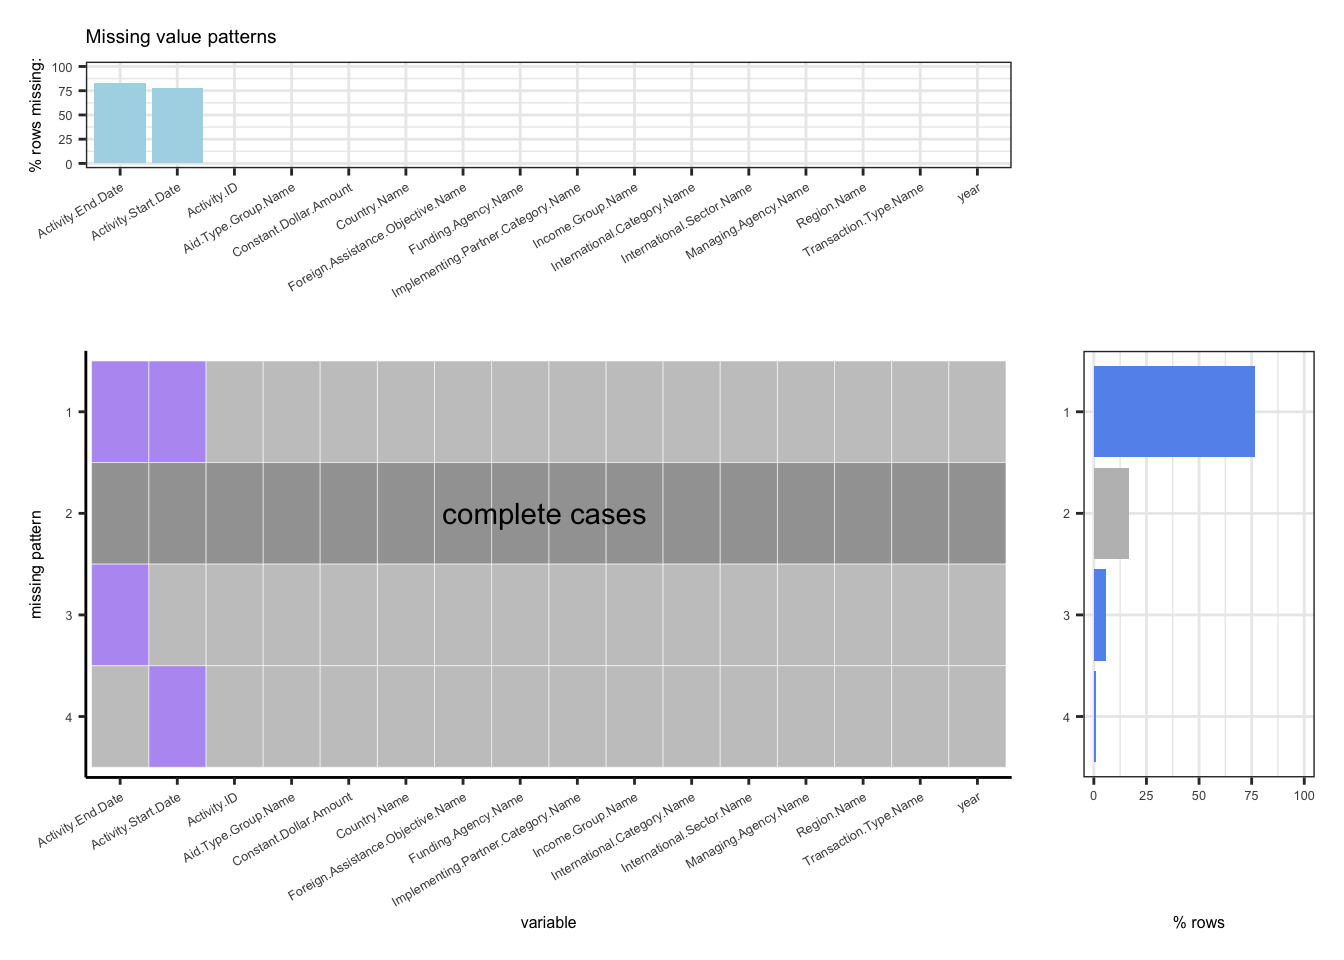 Missing value patterns
% rows missing:
100
75
50
25
0
Activity.End.Date
Activity.Start.Date
Activity.ID
Aid.Type.Group.Name
Constant.Dollar.Amount
Country.Name
Foreign.Assistance.Objective.Name
Funding.Agency.Name
Implementing.Partner.Category.Name
Income.Group.Name
International.Category.Name
International.Sector.Name
Managing.Agency.Name
Region.Name
Transaction.Type.Name
year
missing pattern
1
2
3
4
complete cases
Activity.End.Date
Activity.Start.Date
Activity.ID
Aid.Type.Group.Name
Constant.Dollar.Amount
Country.Name
Foreign.Assistance.Objective.Name
Funding.Agency.Name
Implementing.Partner.Category.Name
Income.Group.Name
International.Category.Name
International.Sector.Name
Managing.Agency.Name
Region.Name
Transaction.Type.Name
year
variable
1
2
3
4
0
25
50
75
100
% rows